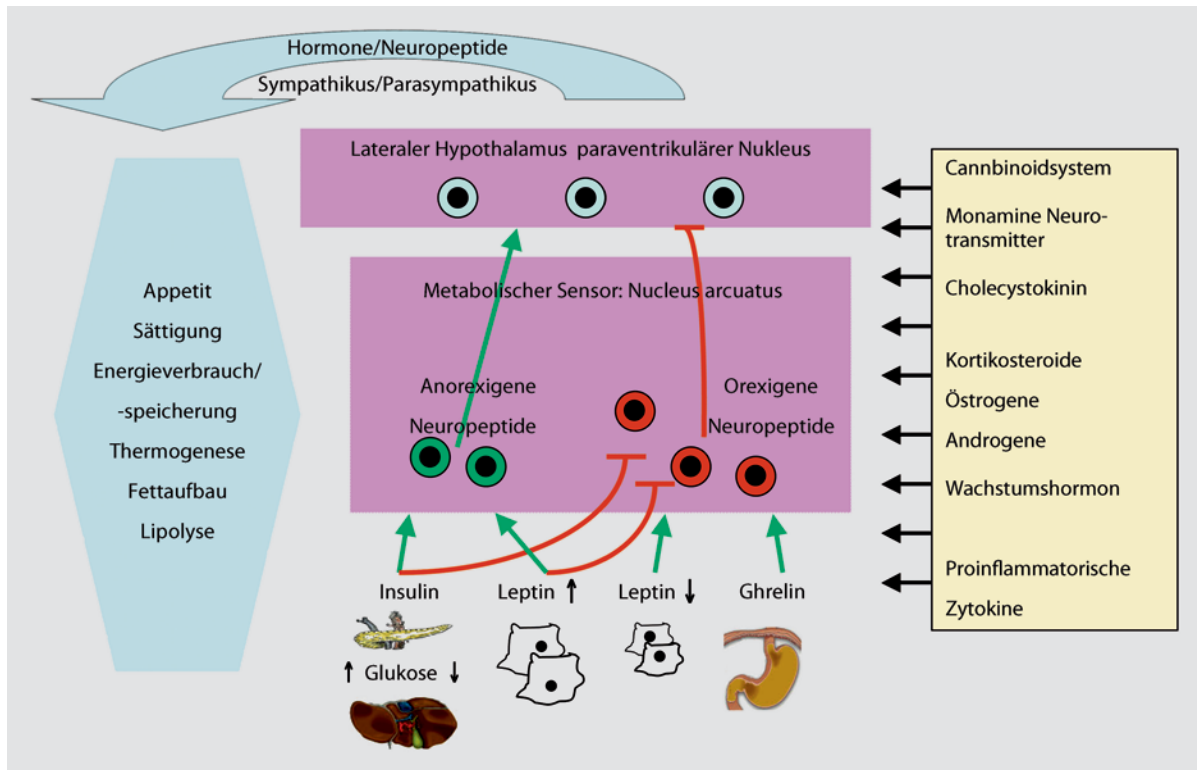 Hormone/Neuropeptide
Sympathikus/Parasympathikus
Lateraler Hypothalamus paraventrikulärer Nukleus
Metabolischer Sensor: Nucleus arcuatus
Anorexigene
Neuropeptide
Orexigene
Neuropeptide
Appetit
Sättigung
Energieverbrauch/
-speicherung
Thermogenese
Fettaufbau
Lipolyse
Insulin
Leptin ↑
Leptin ↓
Ghrelin
↑ Glukose ↓
Cannbinoidsystem
Monamine Neuro-
transmitter
Cholecystokinin
Kortikosteroide
Östrogene
Androgene
Wachstumshormon
Proinflammatorische
Zytokine